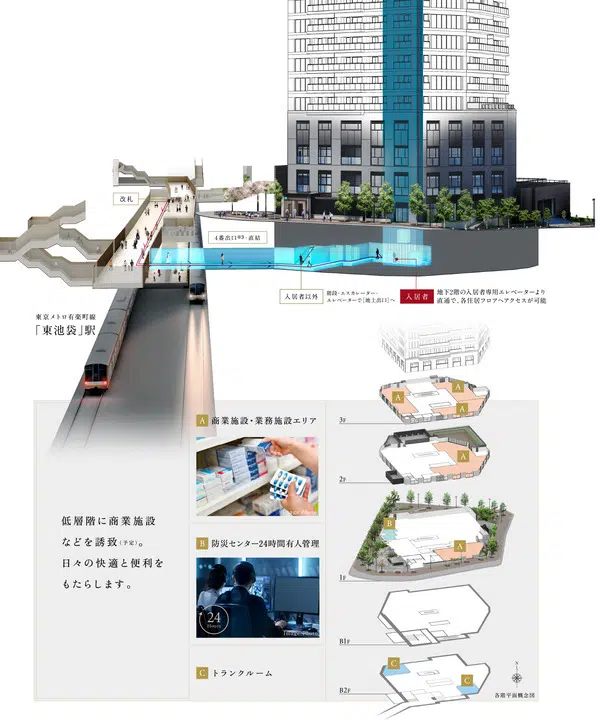 改札
4番出口※3 直結
入居者以外
階段・エスカレーター・
エレベーターで[地上出口]へ
入居者
地下2階の入居者専用エレベーターより
直通で、各住居フロアへアクセスが可能
東京メトロ有楽町線
「東池袋」駅
低層階に商業施設
などを誘致(予定)。
日々の快適と便利を
もたらします。
A 商業施設・業務施設エリア
Image Photo
B 防災センター24時間有人管理
24
Hours
Image Photo
C トランクルーム
A
A
A
3F
A
A
2F
B
A
1F
B1F
C
C
B2F
N
各階平面概念図